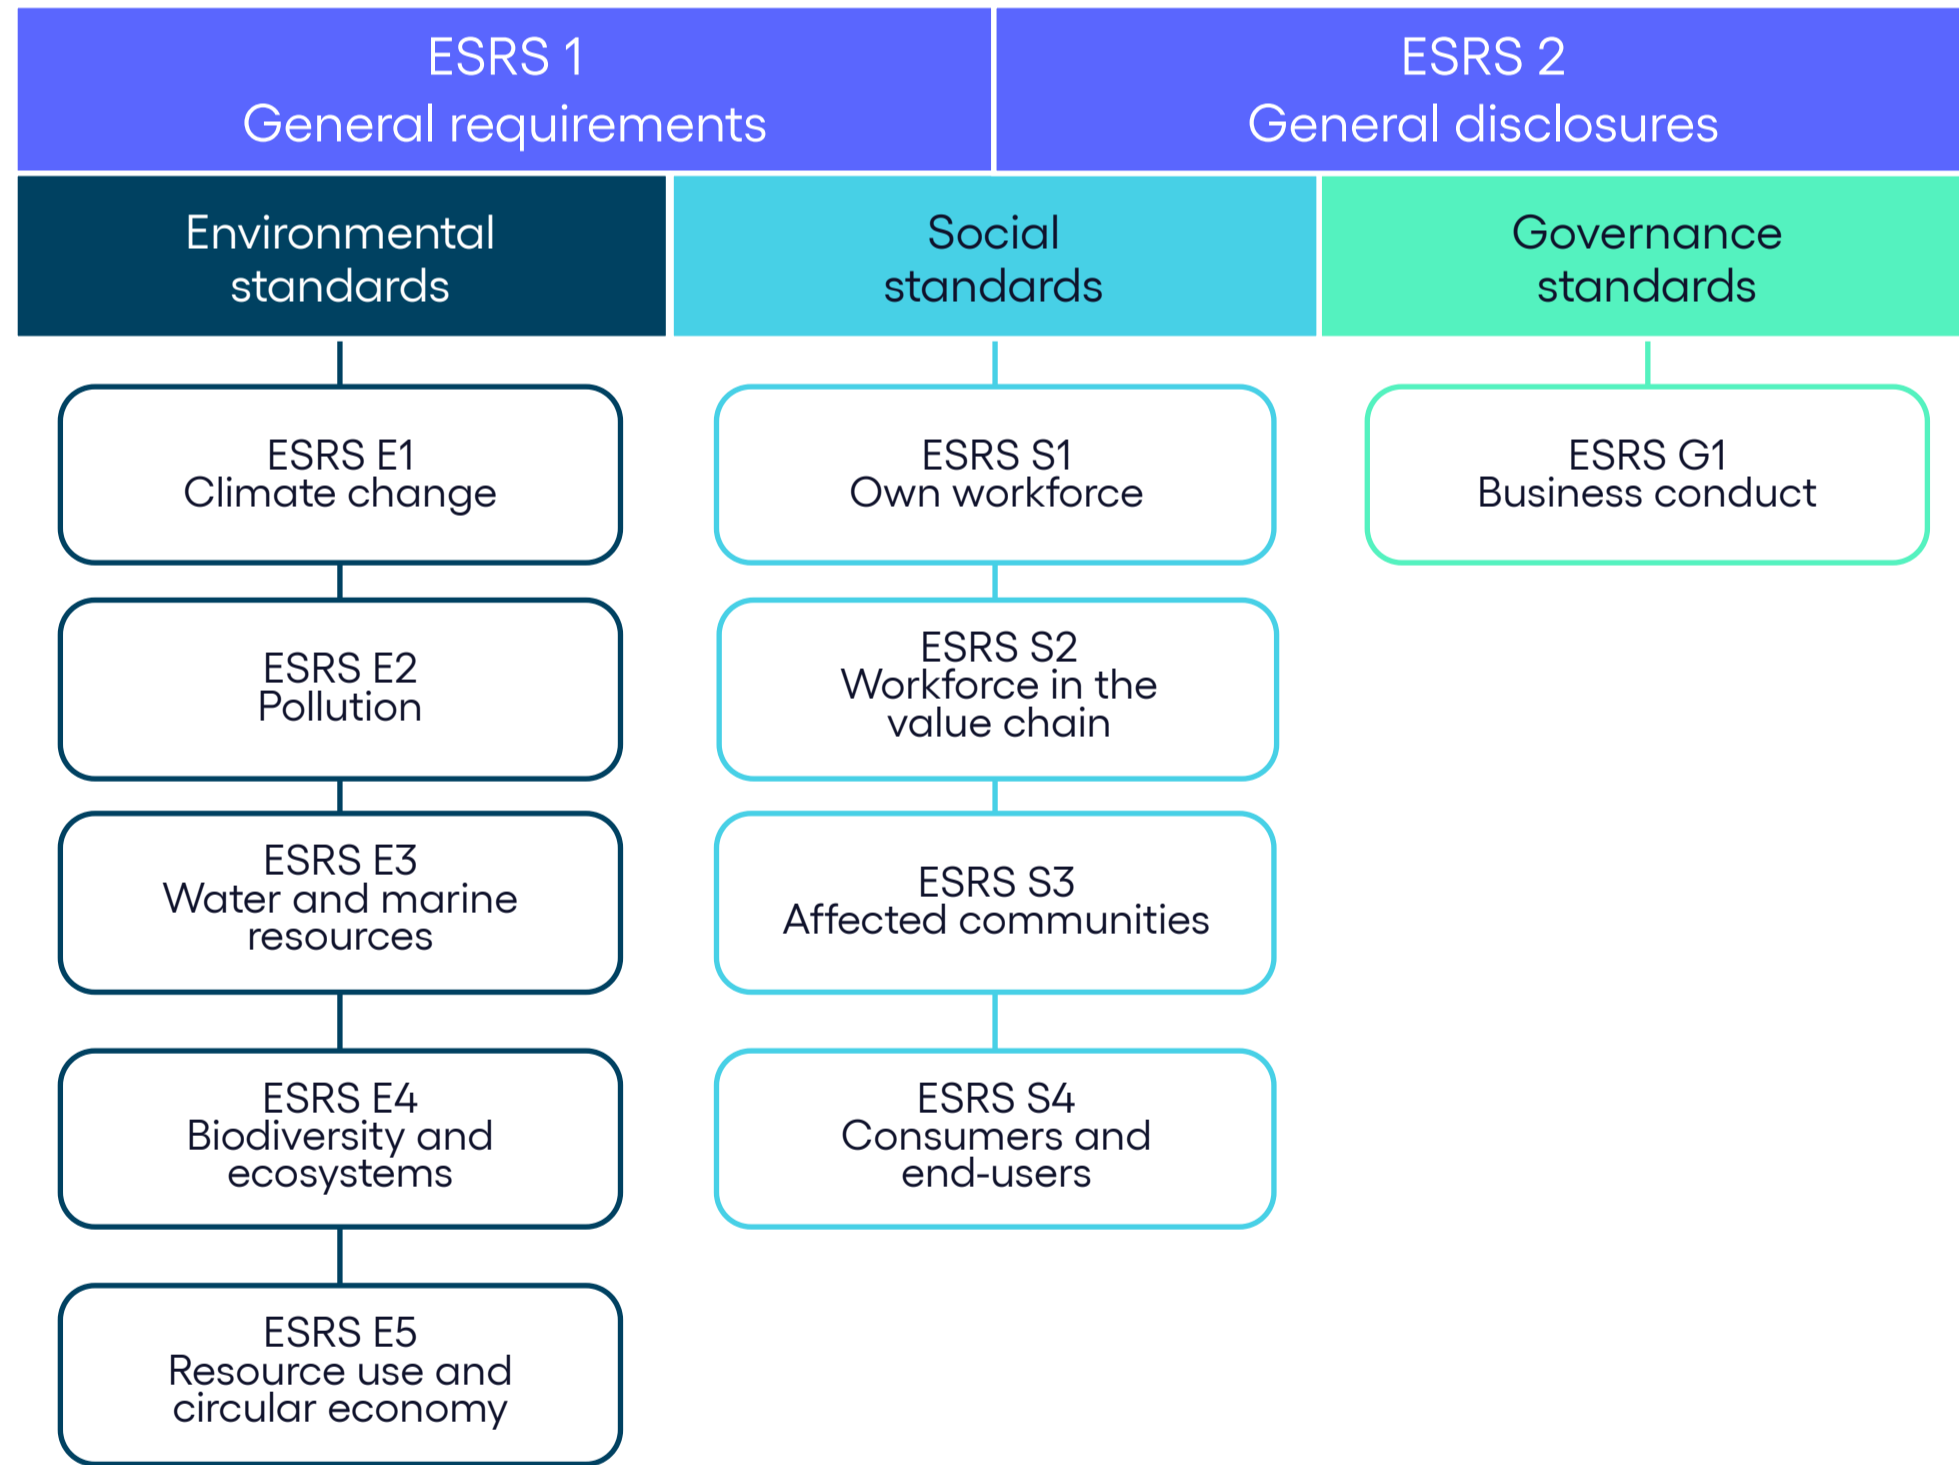 ESRS 1
General requirements
ESRS 2
General disclosures
Environmental
standards
Social
standards
Governance
standards
ESRS E1
Climate change
ESRS E2
Pollution
ESRS E3
Water and marine
resources
ESRS E4
Biodiversity and
ecosystems
ESRS E5
Resource use and
circular economy
ESRS S1
Own workforce
ESRS S2
Workforce in the
value chain
ESRS S3
Affected communities
ESRS S4
Consumers and
end-users
ESRS G1
Business conduct